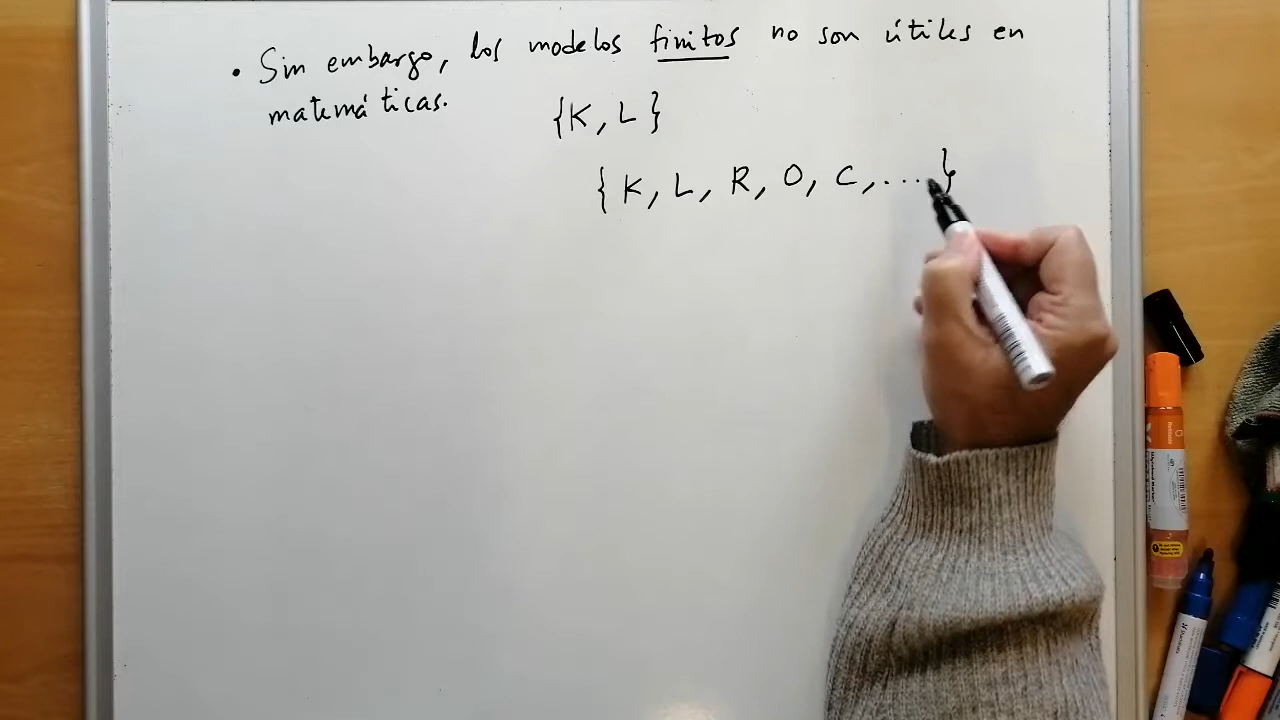 • Sin embargo, los modelos finitos no son útiles en
matemáticas.
{K, L}
{K, L, R, O, C, ....}